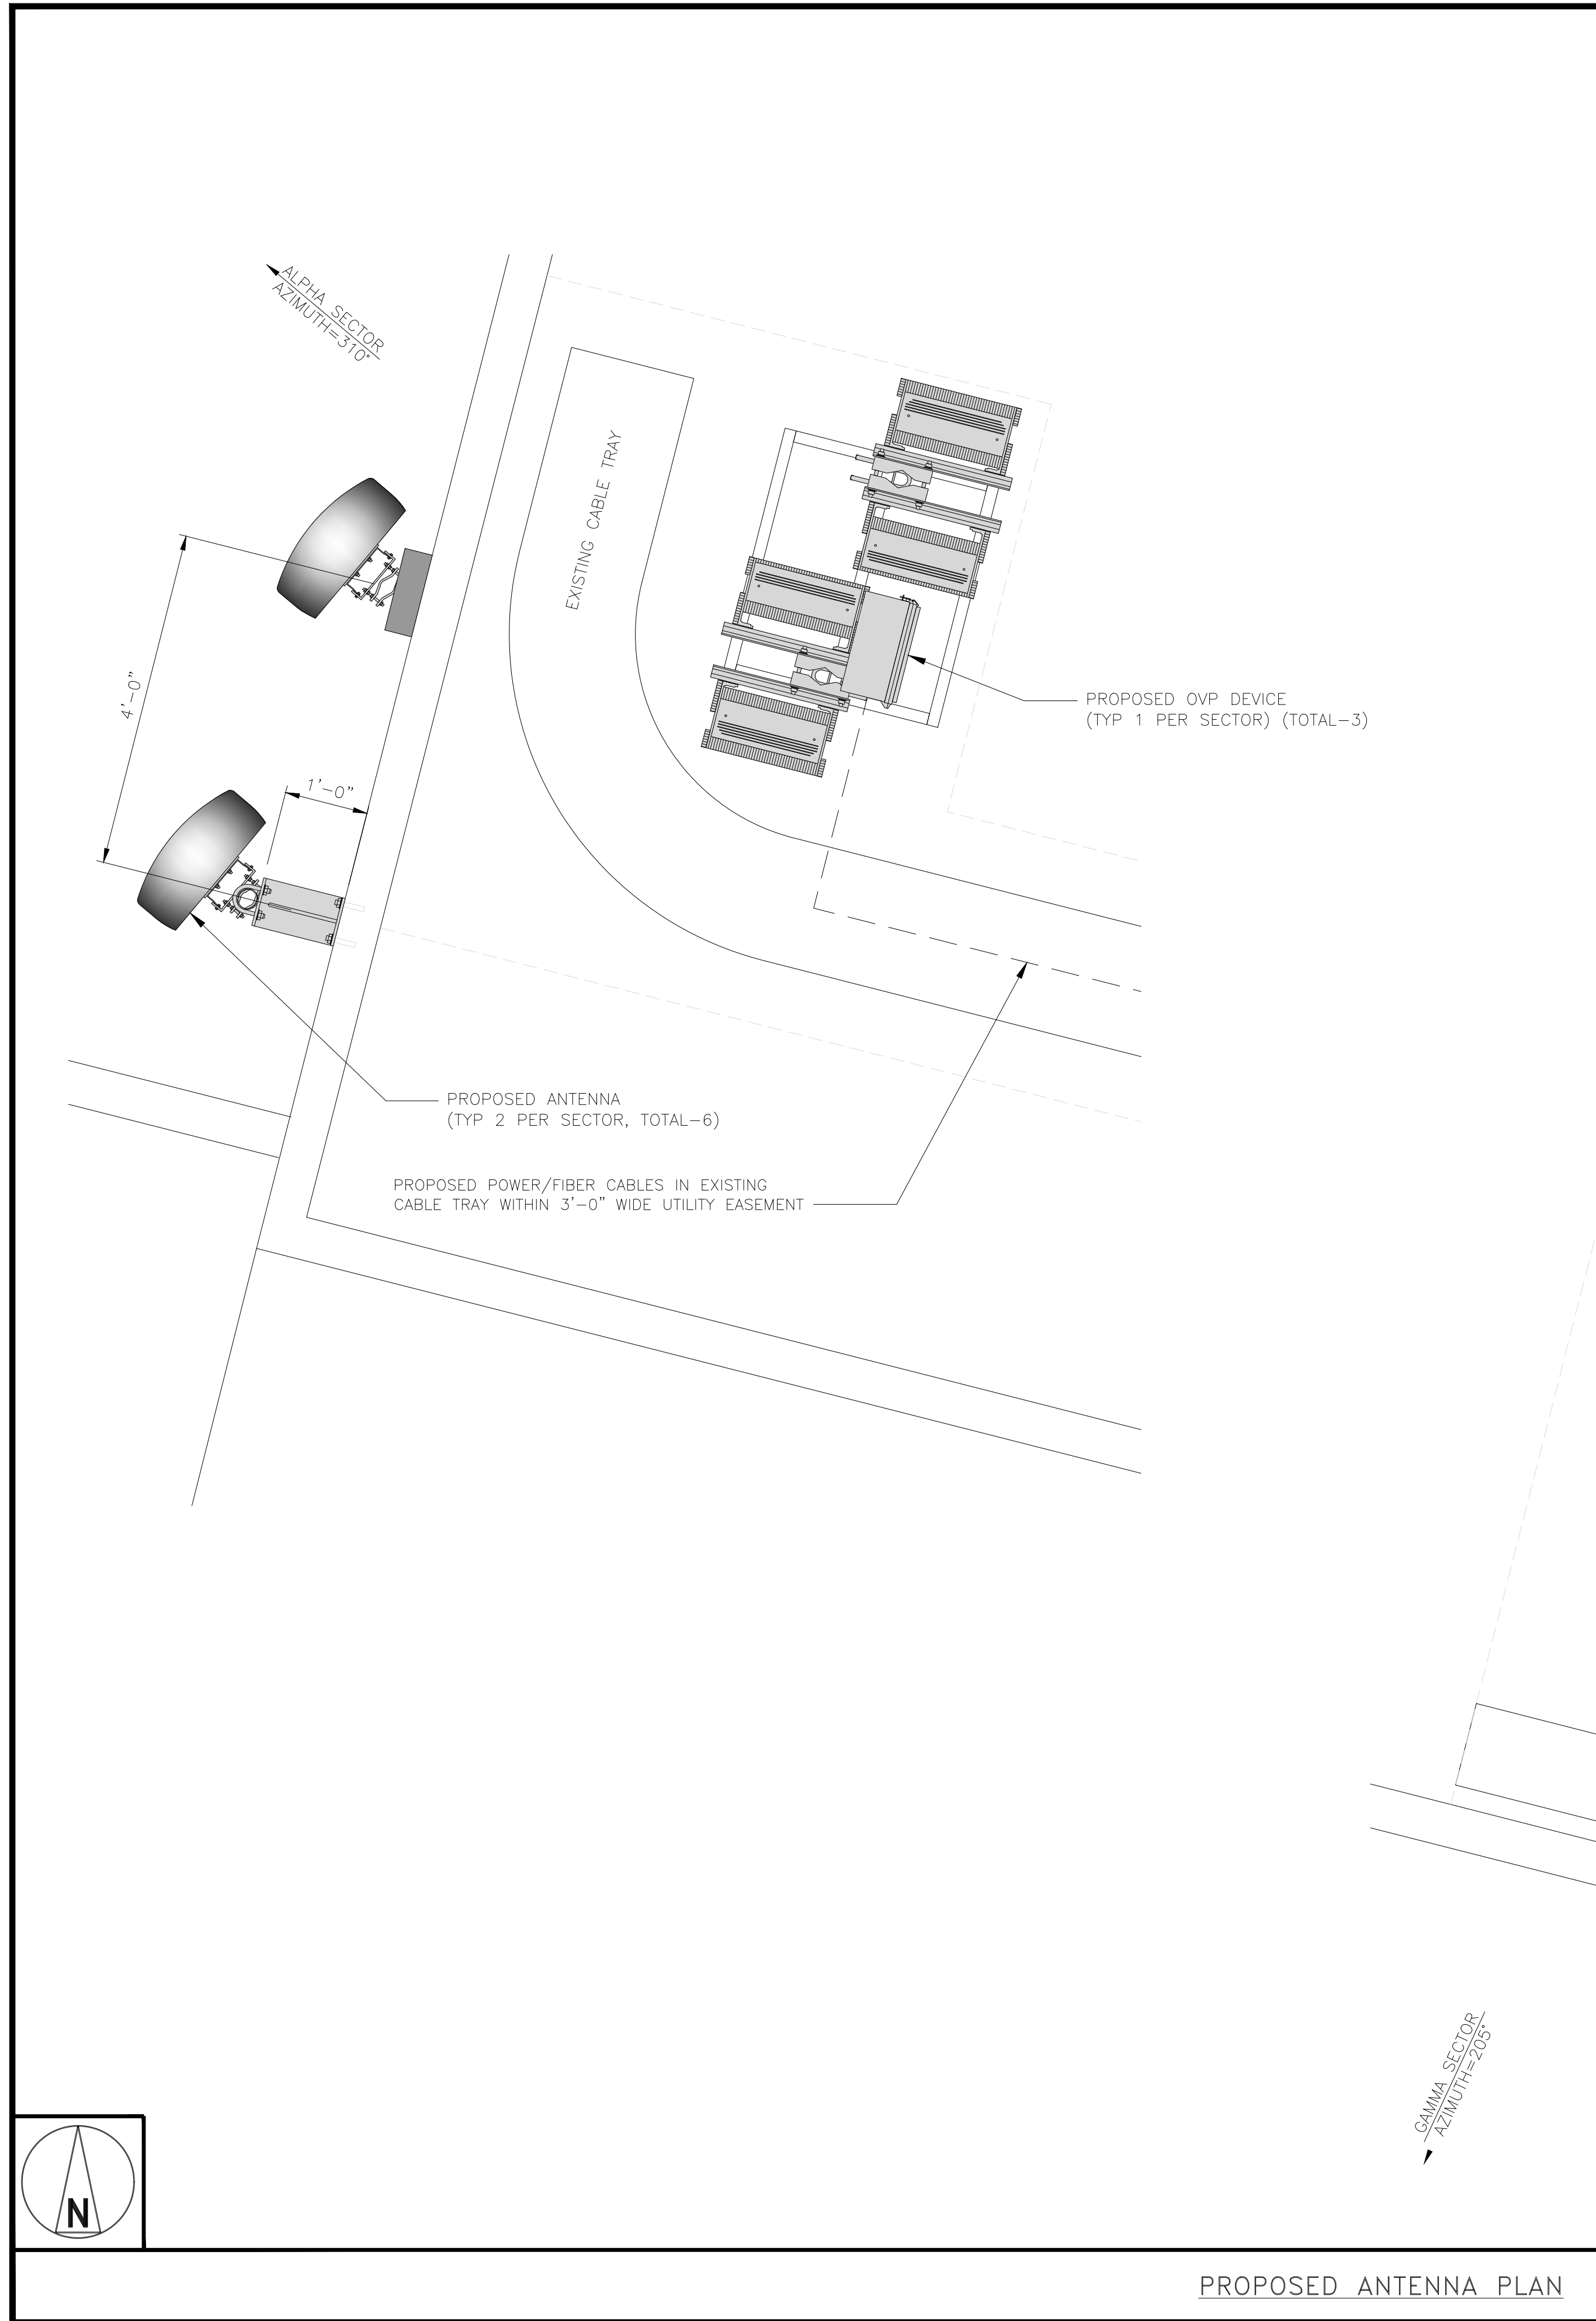 ALPHA SECTOR
AZIMUTH=310°
EXISTING CABLE TRAY
4'-0"
1'-0"
PROPOSED OVP DEVICE
(TYP 1 PER SECTOR) (TOTAL-3)
PROPOSED ANTENNA
(TYP 2 PER SECTOR, TOTAL-6)
PROPOSED POWER/FIBER CABLES IN EXISTING
CABLE TRAY WITHIN 3'-0" WIDE UTILITY EASEMENT
GAMMA SECTOR
AZIMUTH=205°
N
PROPOSED ANTENNA PLAN